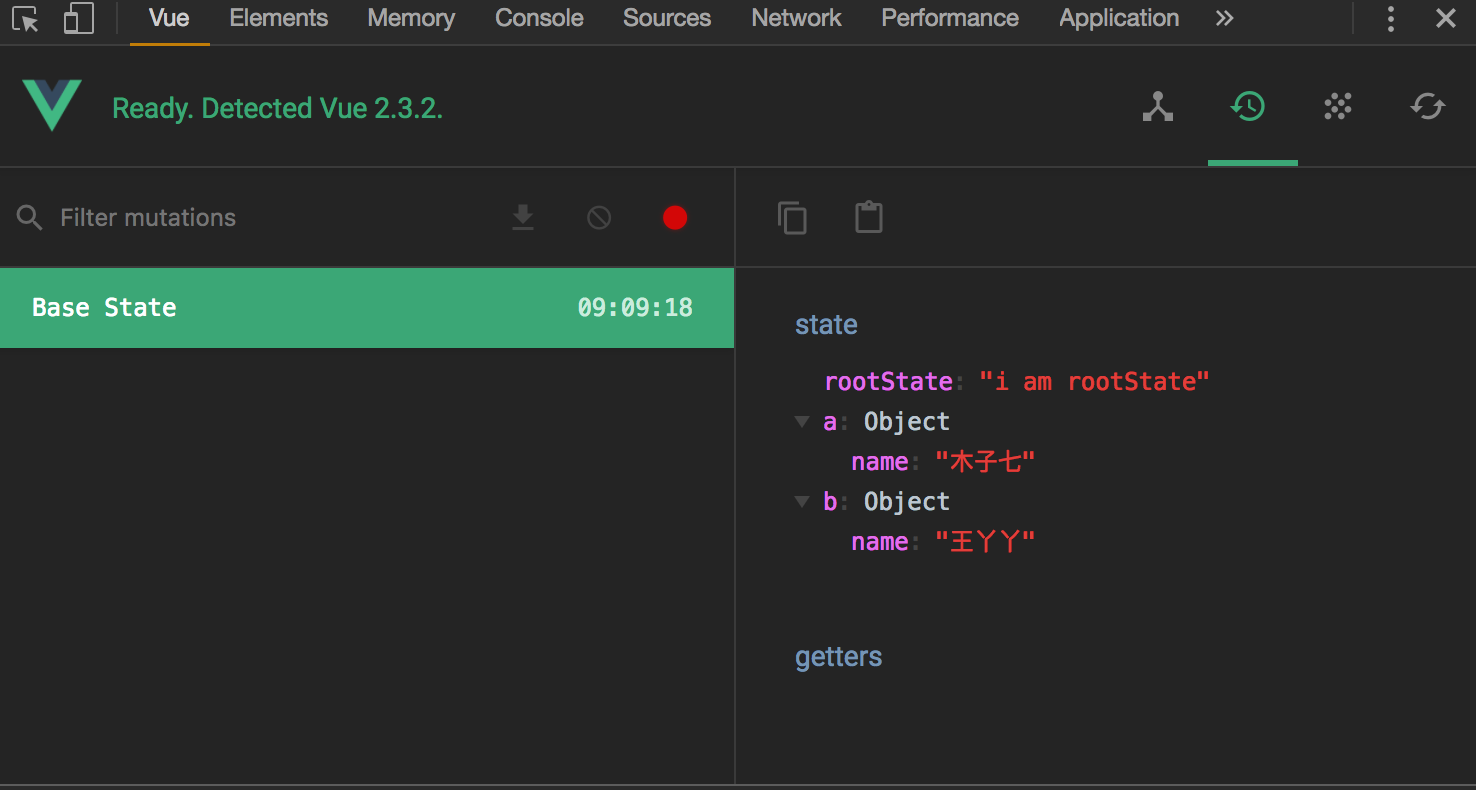 Vue Elements Memory Console Sources Network Performance Application
Ready. Detected Vue 2.3.2.
Filter mutations
Base State 09:09:18
state
rootState: "i am rootState"
a: Object
name: "木子七"
b: Object
name: "王丫丫"
getters